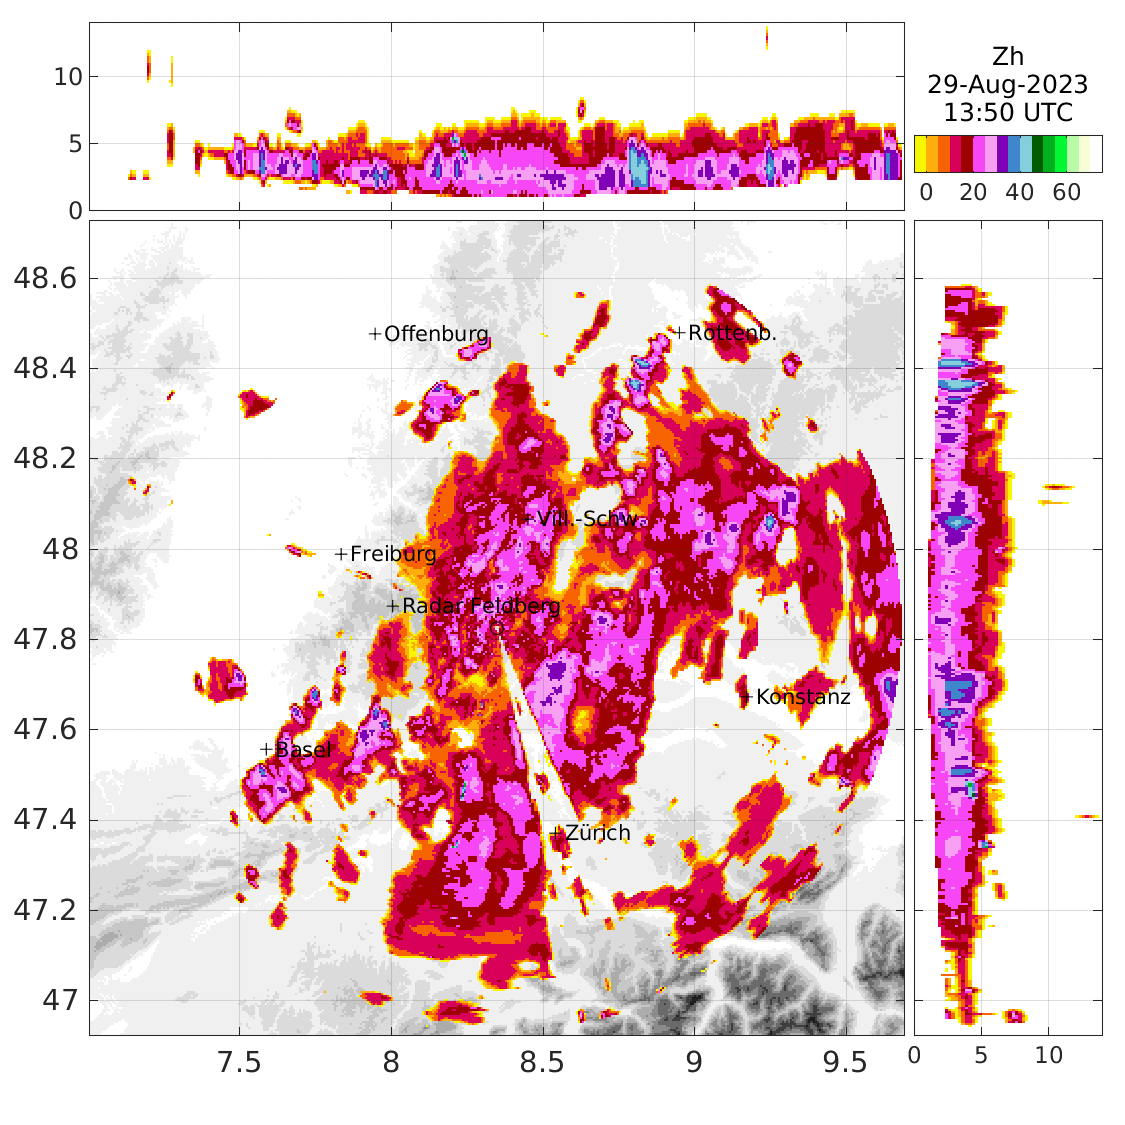 10
5
0
Zh
29-Aug-2023
13:50 UTC
0 20 40 60
48.6
48.4
48.2
48
47.8
47.6
47.4
47.2
47
+Offenburg
+Rottenb.
+Vill.-Schw.
+Freiburg
+Radar Feldberg
+Konstanz
+Basel
+Zürich
7.5 8 8.5 9 9.5
0 5 10